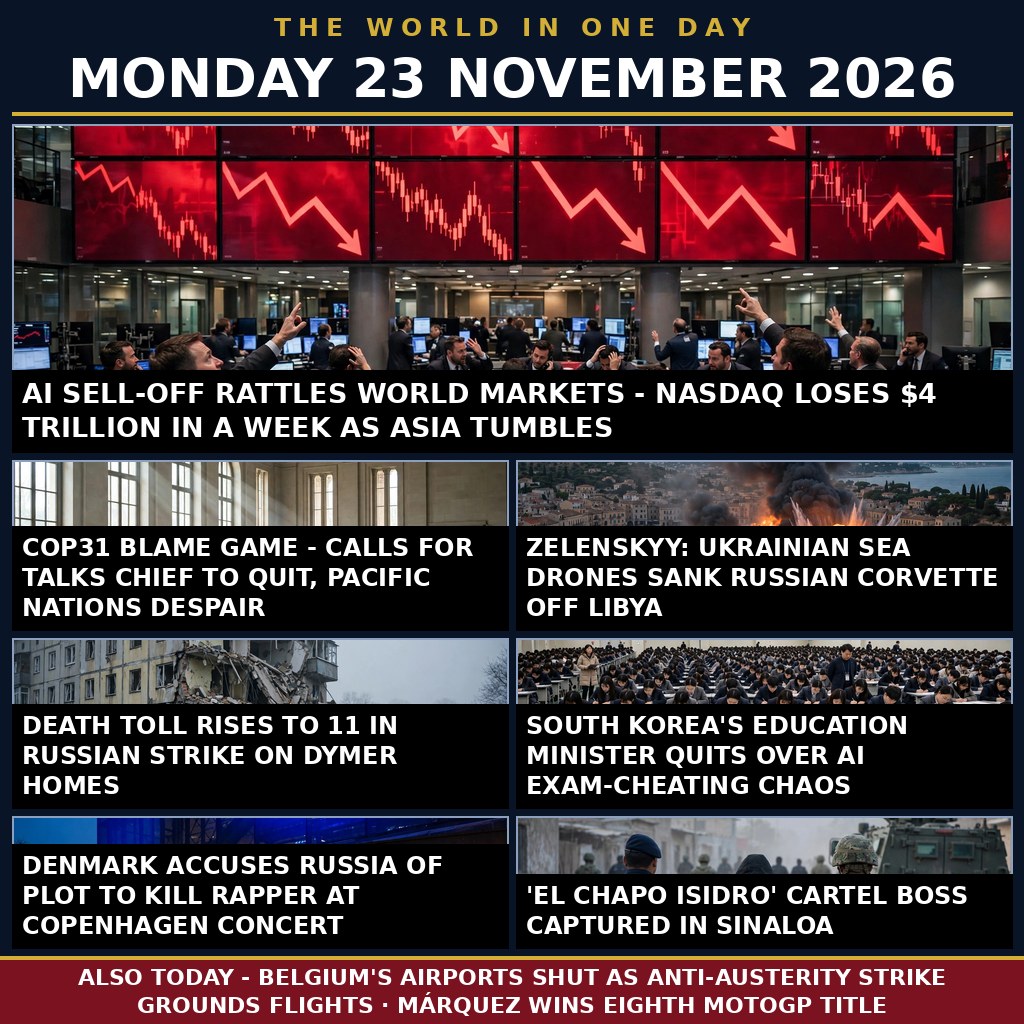 THE WORLD IN ONE DAY
MONDAY 23 NOVEMBER 2026
AI SELL-OFF RATTLES WORLD MARKETS - NASDAQ LOSES $4
TRILLION IN A WEEK AS ASIA TUMBLES
COP31 BLAME GAME - CALLS FOR
TALKS CHIEF TO QUIT, PACIFIC
NATIONS DESPAIR
ZELENSKYY: UKRAINIAN SEA
DRONES SANK RUSSIAN CORVETTE
OFF LIBYA
DEATH TOLL RISES TO 11 IN
RUSSIAN STRIKE ON DYMER
HOMES
SOUTH KOREA'S EDUCATION
MINISTER QUITS OVER AI
EXAM-CHEATING CHAOS
DENMARK ACCUSES RUSSIA OF
PLOT TO KILL RAPPER AT
COPENHAGEN CONCERT
'EL CHAPO ISIDRO' CARTEL BOSS
CAPTURED IN SINALOA
ALSO TODAY - BELGIUM'S AIRPORTS SHUT AS ANTI-AUSTERITY STRIKE
GROUNDS FLIGHTS · MÁRQUEZ WINS EIGHTH MOTOGP TITLE